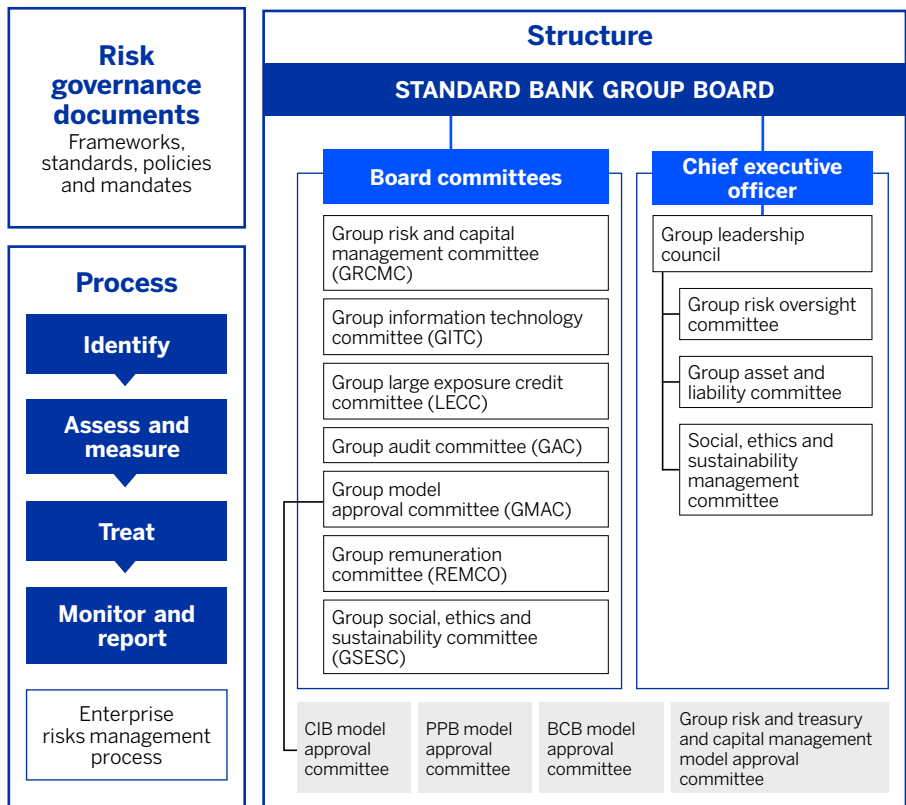 Risk
governance
documents
Frameworks,
standards, policies
and mandates
Process
Identify
Assess and
measure
Treat
Monitor and
report
Enterprise
risks management
process
Structure
STANDARD BANK GROUP BOARD
Board committees
Group risk and capital
management committee
(GRCMC)
Group information technology
committee (GITC)
Group large exposure credit
committee (LECC)
Group audit committee (GAC)
Group model
approval committee (GMAC)
Group remuneration
committee (REMCO)
Group social, ethics and
sustainability committee
(GSESC)
Chief executive
officer
Group leadership
council
Group risk oversight
committee
Group asset and
liability committee
Social, ethics and
sustainability
management
committee
CIB model
approval
committee
PPB model
approval
committee
BCB model
approval
committee
Group risk and treasury
and capital management
model approval
committee